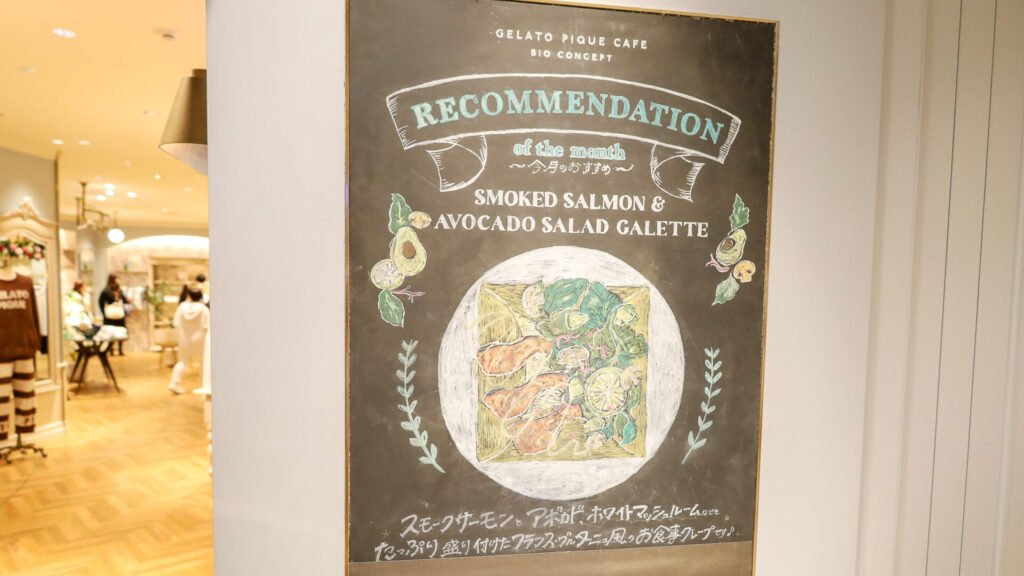 GELATO PIQUE CAFE
BIO CONCEPT
RECOMMENDATION
of the month
〜今月のおすすめ〜
SMOKED SALMON &
AVOCADO SALAD GALETTE
スモークサーモンと アボカド、ホワイトマッシュルームなどを
たっぷり盛り付けたフランス・ブルターニュ風のお食事クレープです♪